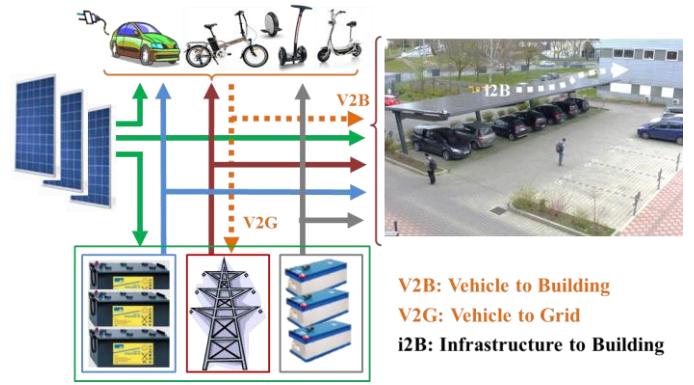 V2B
i2B
V2G
V2B: Vehicle to Building
V2G: Vehicle to Grid
i2B: Infrastructure to Building